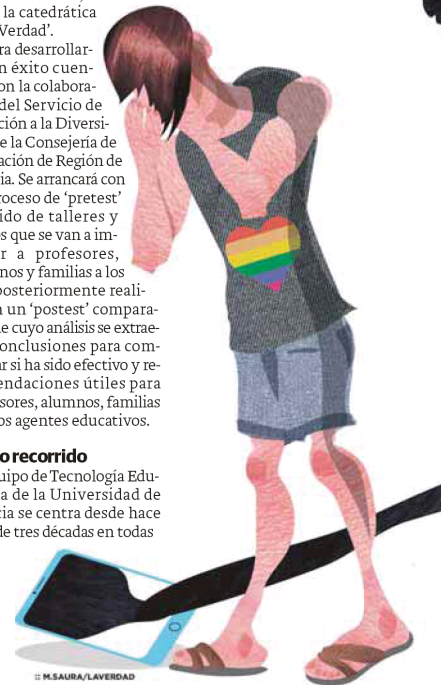 la catedrática
Verdad’.
ra desarrollar-
n éxito cuen-
on la colabora-
del Servicio de
ción a la Diversi-
e la Consejería de
ación de Región de
ia. Se arrancará con
roceso de ‘pretest’
ido de talleres y
os que se van a im-
r a profesores,
nos y familias a los
posteriormente reali-
n un ‘postest’ compara-
e cuyo análisis se extrae-
onclusiones para com-
ar si ha sido efectivo y re-
endaciones útiles para
sores, alumnos, familias
os agentes educativos.
o recorrido
uipo de Tecnología Edu-
a de la Universidad de
cia se centra desde hace
de tres décadas en todas
:: M.SAURA/LAVERDAD